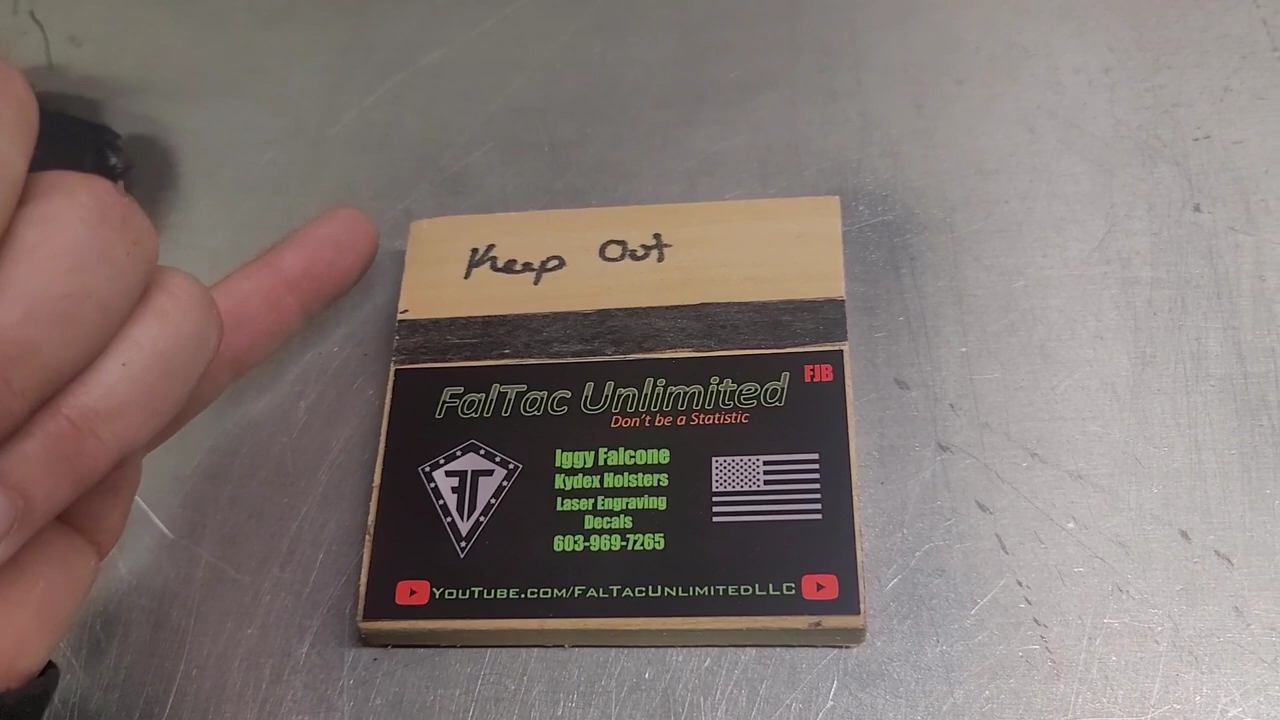 Keep Out
FalTac Unlimited
FJB
Don't be a Statistic
FT
Iggy Falcone
Kydex Holsters
Laser Engraving
Decals
603-969-7265
YouTube.com/FalTacUnlimitedLLC